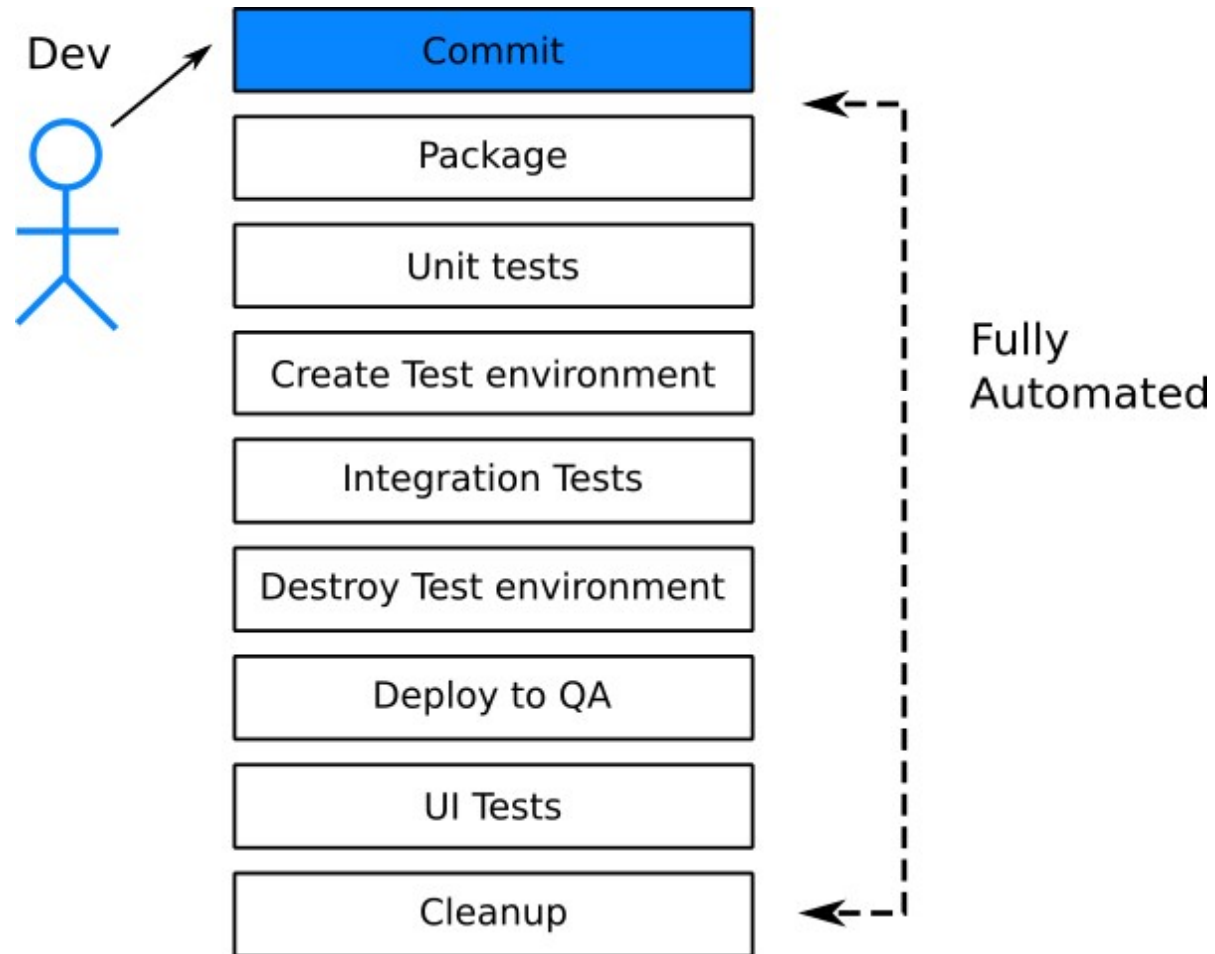 Dev
Commit
Package
Unit tests
Create Test environment
Integration Tests
Destroy Test environment
Deploy to QA
UI Tests
Cleanup
Fully
Automated